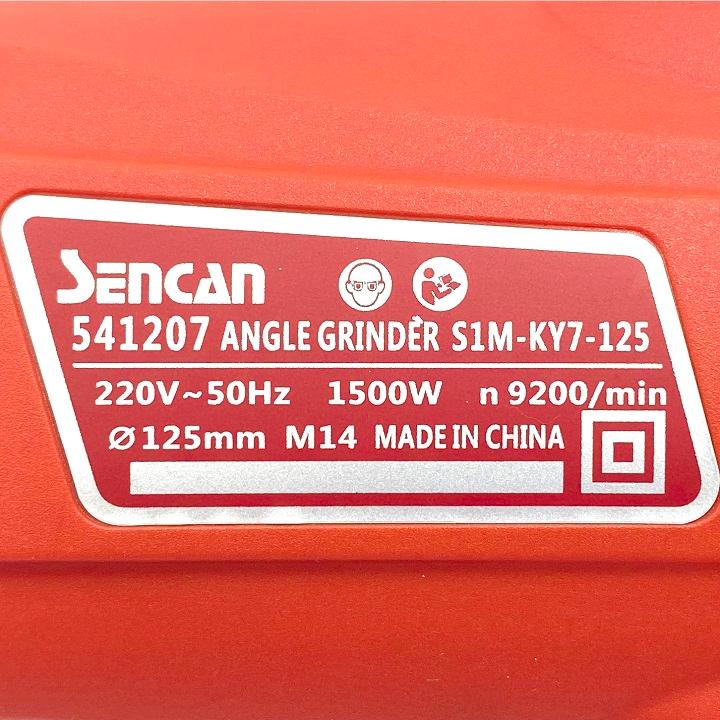 SENCAN
541207 ANGLE GRINDER S1M-KY7-125
220V~50Hz 1500W n 9200/min
Ø125mm M14 MADE IN CHINA